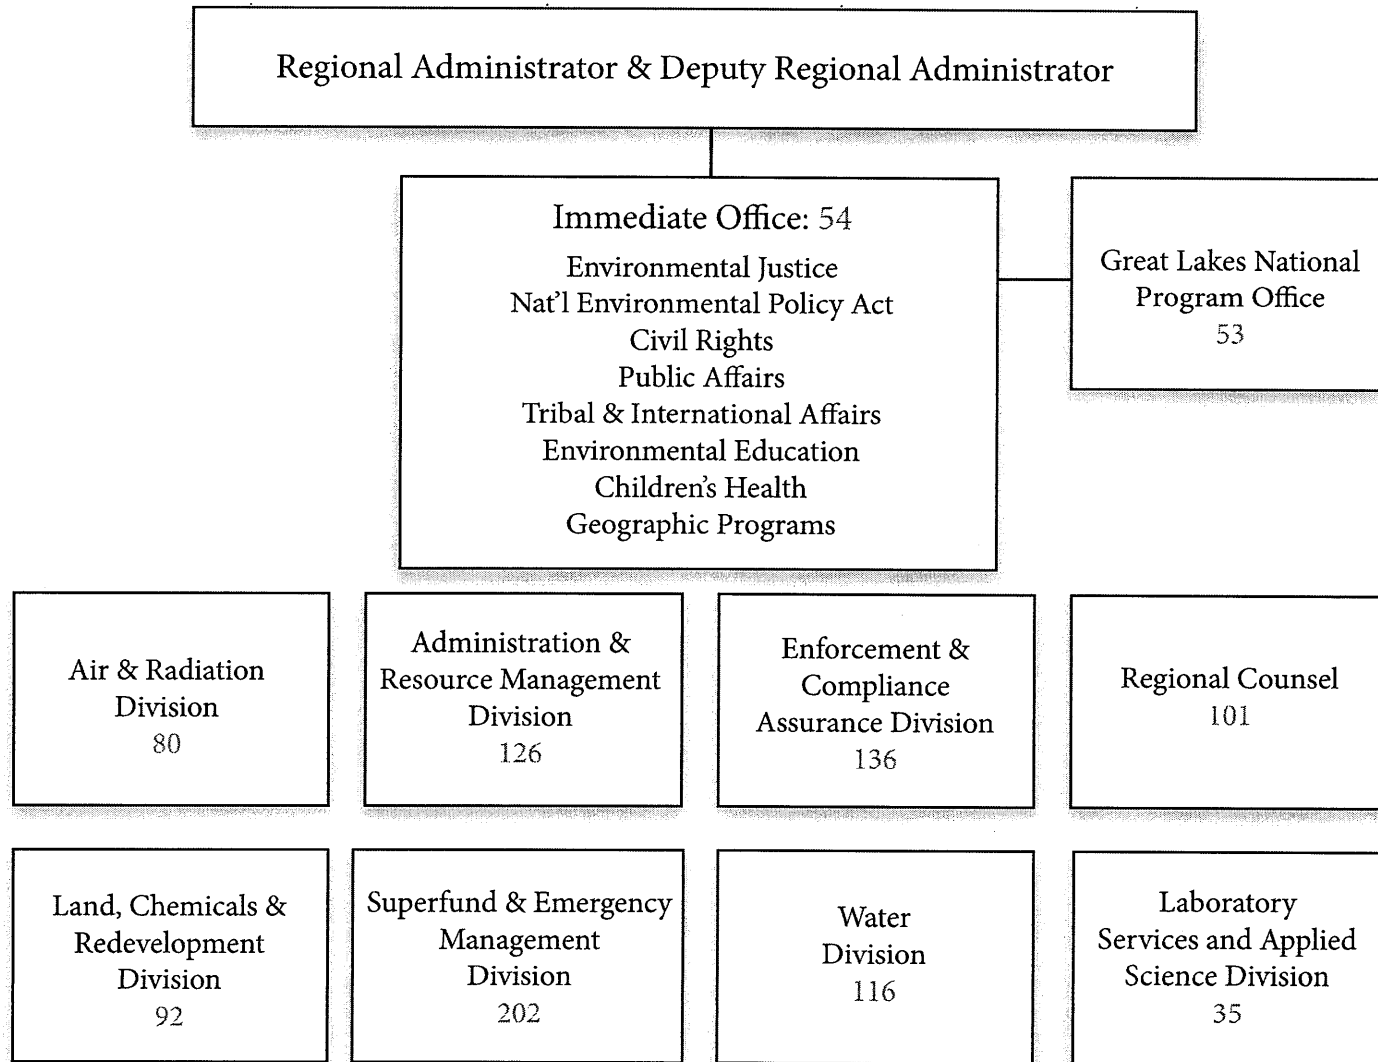 Regional Administrator & Deputy Regional Administrator
Immediate Office: 54
Environmental Justice
Nat’l Environmental Policy Act
Civil Rights
Public Affairs
Tribal & International Affairs
Environmental Education
Children’s Health
Geographic Programs
Great Lakes National
Program Office
53
Air & Radiation
Division
80
Administration &
Resource Management
Division
126
Enforcement &
Compliance
Assurance Division
136
Regional Counsel
101
Land, Chemicals &
Redevelopment
Division
92
Superfund & Emergency
Management
Division
202
Water
Division
116
Laboratory
Services and Applied
Science Division
35